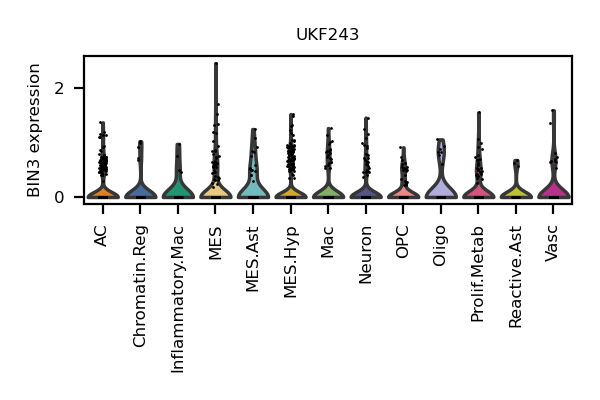 UKF243
BIN3 expression
2
0
AC
Chromatin.Reg
Inflammatory.Mac
MES
MES.Ast
MES.Hyp
Mac
Neuron
OPC
Oligo
Prolif.Metab
Reactive.Ast
Vasc